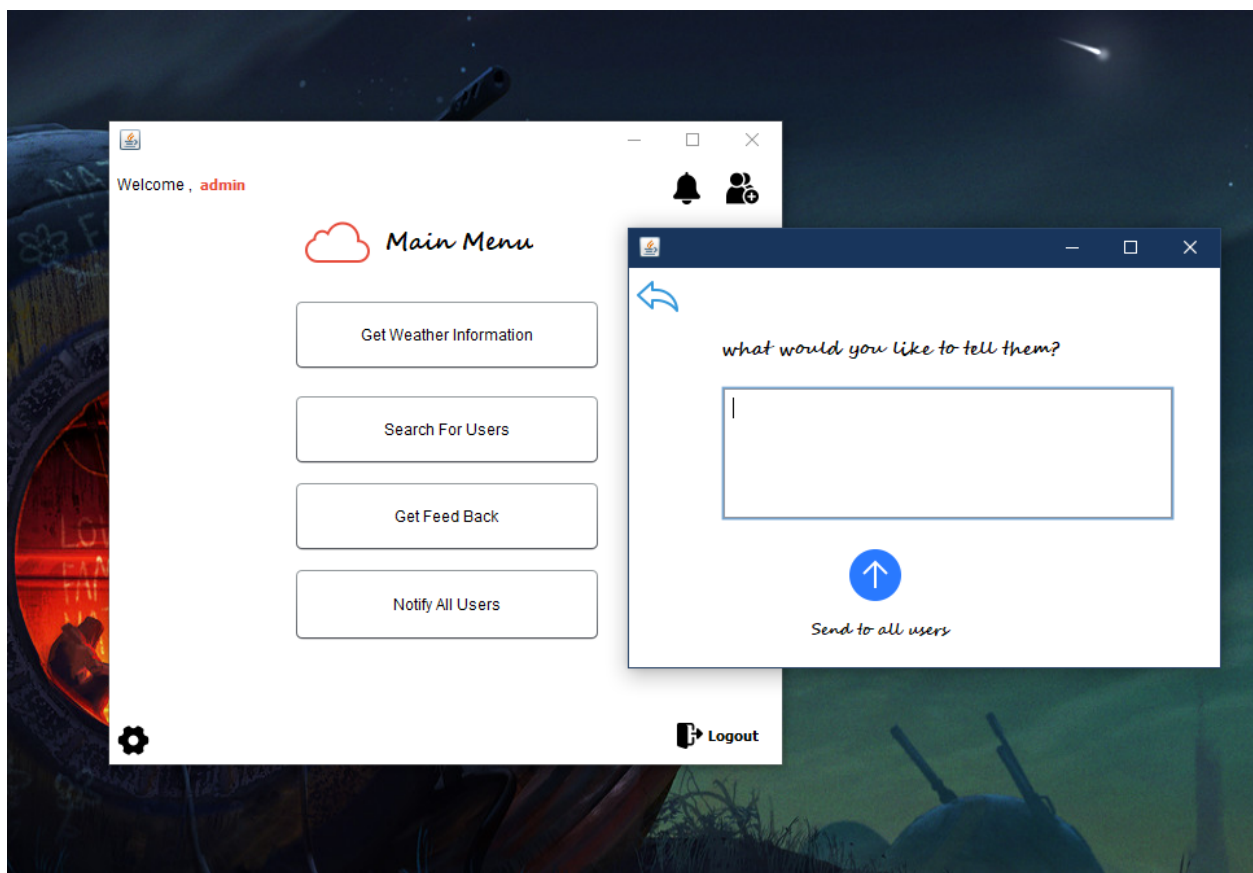 Welcome , admin
Main Menu
Get Weather Information
Search For Users
Get Feed Back
Notify All Users
Logout
what would you like to tell them?
Send to all users